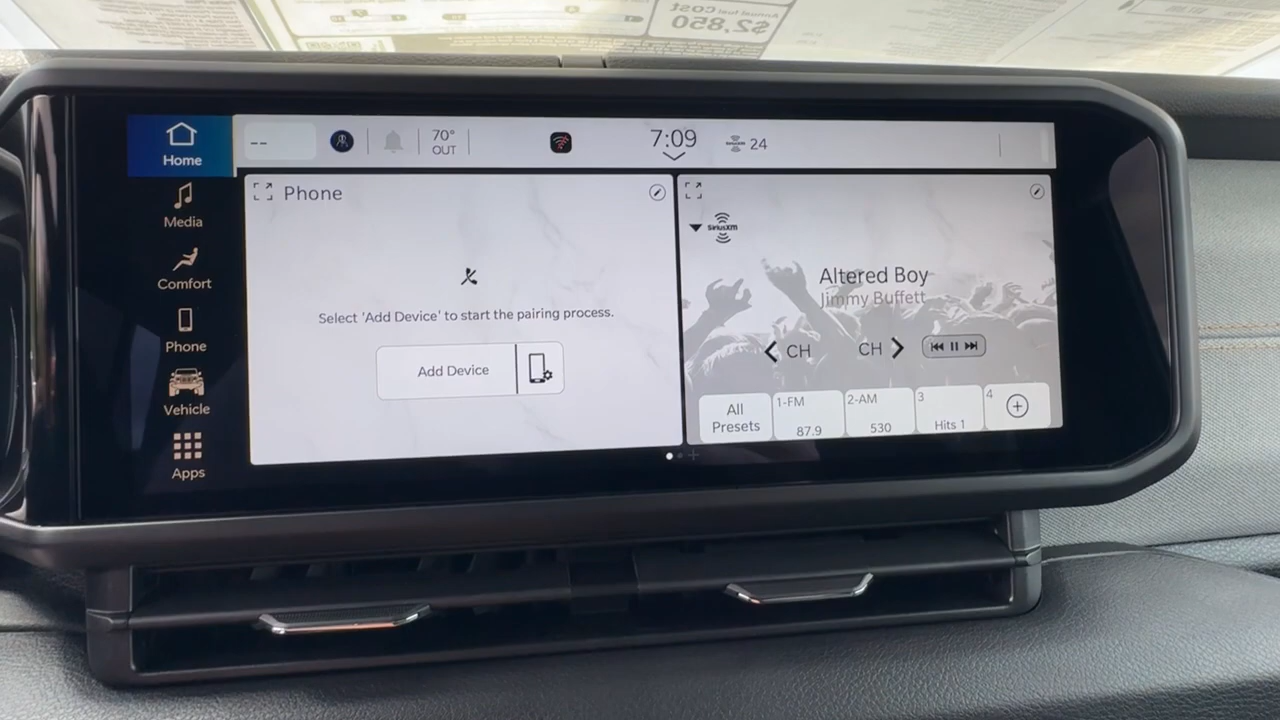 Annual fuel cost
$2,850
Home
--
70°
OUT
7:09
SiriusXM
24
Media
Comfort
Phone
Vehicle
Apps
Phone
Select 'Add Device' to start the pairing process.
Add Device
SiriusXM
Altered Boy
Jimmy Buffett
CH
CH
All
Presets
1-FM
87.9
2-AM
530
3
Hits 1
4